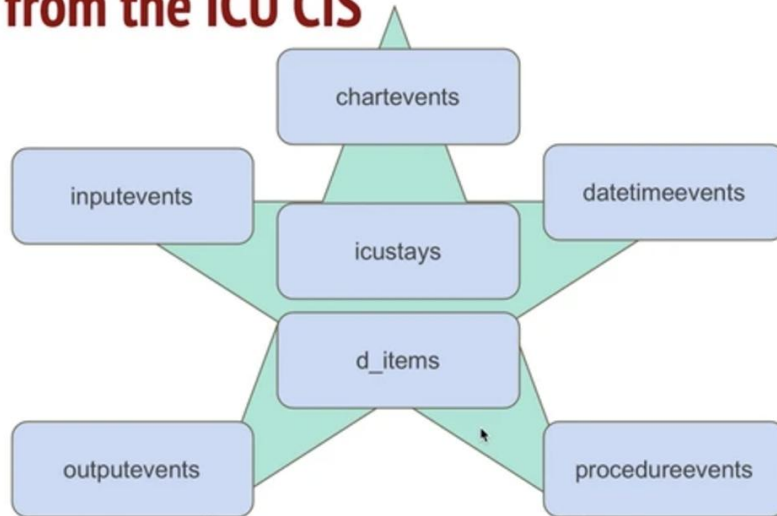 from the ICU CIS
chartevents
inputevents
datetimeevents
icustays
d_items
outputevents
procedureevents